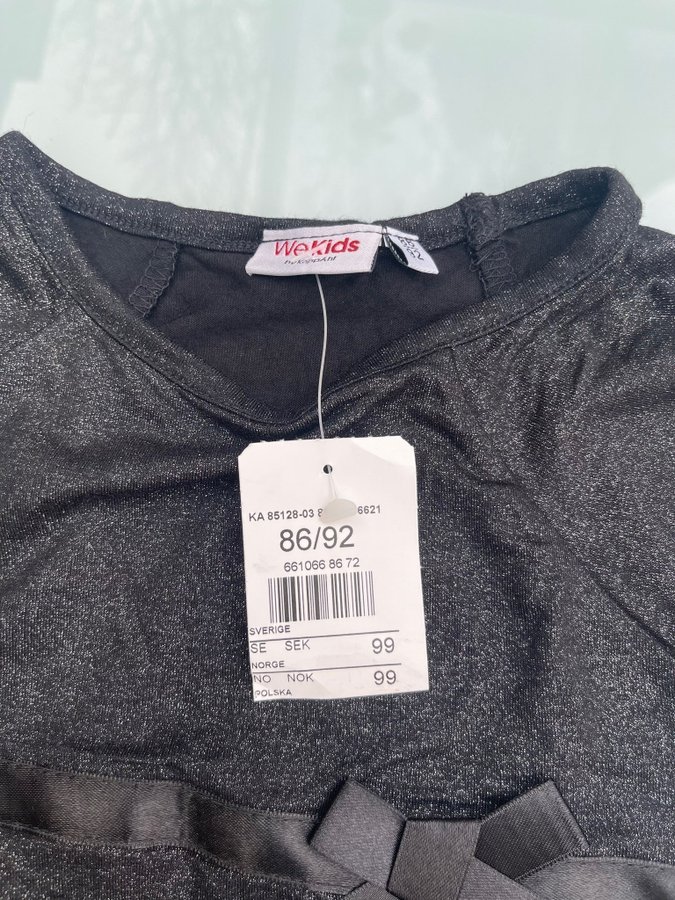 WeKids
by KappAhl
KA 85128-03 8 6621
86/92
661066 86 72
SVERIGE
SE SEK 99
NORGE
NO NOK 99
POLSKA